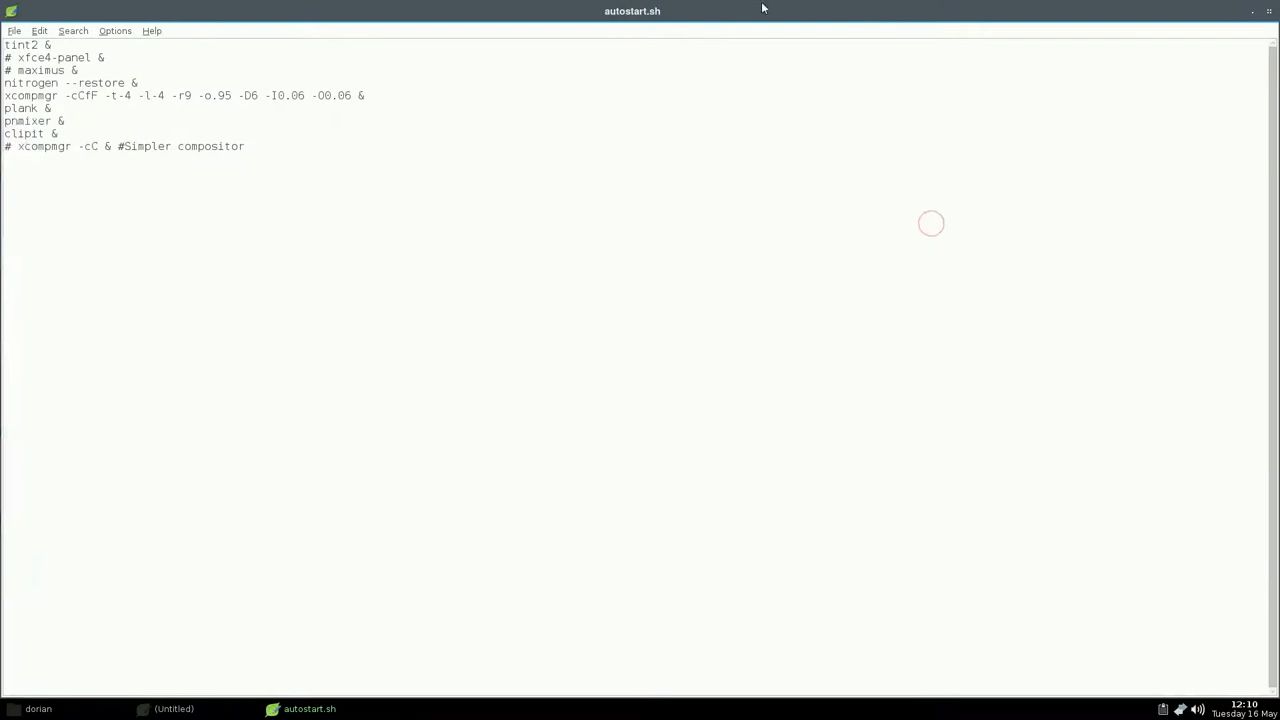 autostart.sh
File Edit Search Options Help
tint2 &
# xfce4-panel &
# maximus &
nitrogen --restore &
xcompmgr -cCfF -t-4 -l-4 -r9 -o.95 -D6 -I0.06 -O0.06 &
plank &
pnmixer &
clipit &
# xcompmgr -cC & #Simpler compositor
dorian (Untitled) autostart.sh 12:10
Tuesday 16 May